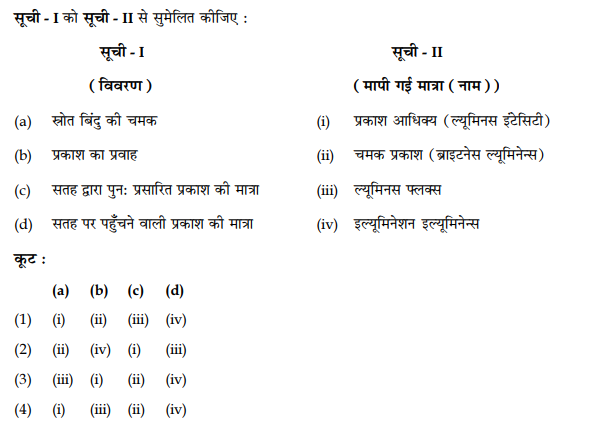 सूची - I को सूची - II से सुमेलित कीजिए :
सूची - I सूची - II
( विवरण ) ( मापी गई मात्रा ( नाम ) )
(a) स्त्रोत बिंदु की चमक (i) प्रकाश आधिक्य (ल्यूमिनस इंटेसिटी)
(b) प्रकाश का प्रवाह (ii) चमक प्रकाश (ब्राइटनेस ल्यूमिनेन्स)
(c) सतह द्वारा पुन: प्रसारित प्रकाश की मात्रा (iii) ल्यूमिनस फ्लक्स
(d) सतह पर पहुँचने वाली प्रकाश की मात्रा (iv) इल्यूमिनेशन इल्यूमिनेन्स
कूट :
(a) (b) (c) (d)
(1) (i) (ii) (iii) (iv)
(2) (ii) (iv) (i) (iii)
(3) (iii) (i) (ii) (iv)
(4) (i) (iii) (ii) (iv)